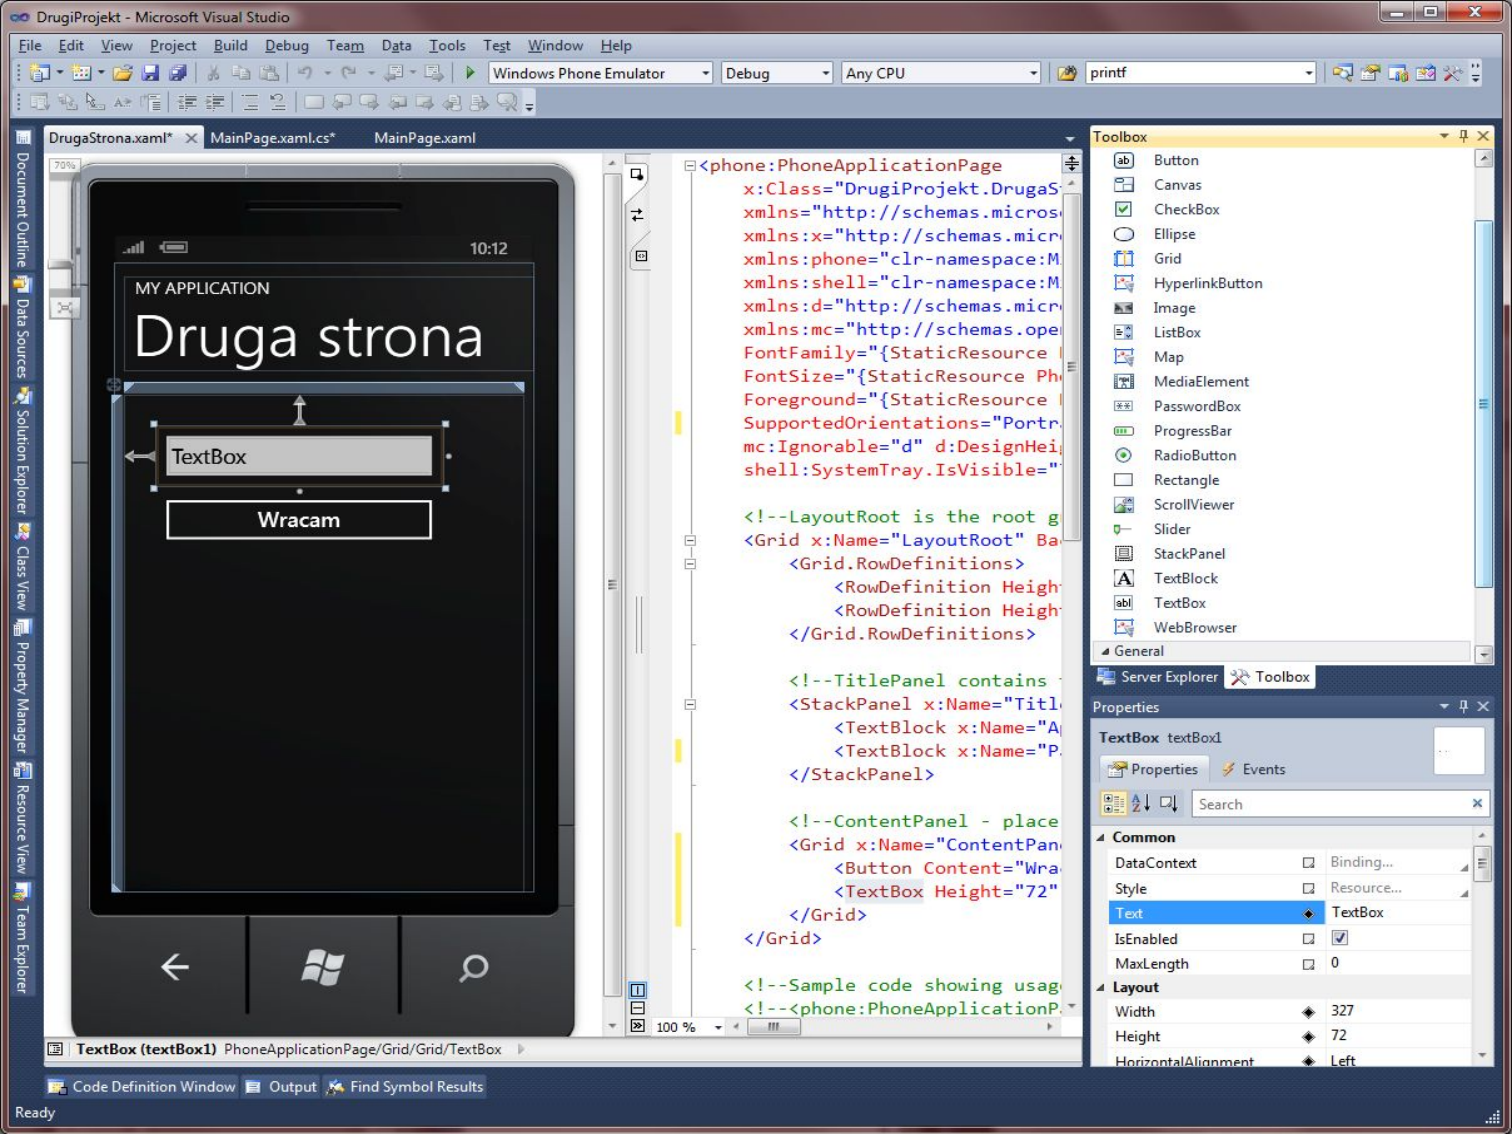 DrugiProjekt - Microsoft Visual Studio
File Edit View Project Build Debug Team Data Tools Test Window Help
Windows Phone Emulator Debug Any CPU printf
DrugaStrona.xaml* MainPage.xaml.cs* MainPage.xaml
Document Outline
Data Sources
Solution Explorer
Class View
Property Manager
Resource View
Team Explorer
70%
10:12
MY APPLICATION
Druga strona
TextBox
Wracam
<phone:PhoneApplicationPage
x:Class="DrugiProjekt.DrugaS
xmlns="http://schemas.micros
xmlns:x="http://schemas.micr
xmlns:phone="clr-namespace:M
xmlns:shell="clr-namespace:M
xmlns:d="http://schemas.micr
xmlns:mc="http://schemas.ope
FontFamily="{StaticResource
FontSize="{StaticResource Ph
Foreground="{StaticResource
SupportedOrientations="Portr
mc:Ignorable="d" d:DesignHei
shell:SystemTray.IsVisible="
<!--LayoutRoot is the root g
<Grid x:Name="LayoutRoot" Ba
<Grid.RowDefinitions>
<RowDefinition Heigh
<RowDefinition Heigh
</Grid.RowDefinitions>
<!--TitlePanel contains
<StackPanel x:Name="Titl
<TextBlock x:Name="A
<TextBlock x:Name="P
</StackPanel>
<!--ContentPanel - place
<Grid x:Name="ContentPan
<Button Content="Wra
<TextBox Height="72"
</Grid>
</Grid>
<!--Sample code showing usag
<!--<phone:PhoneApplicationP
100 %
TextBox (textBox1) PhoneApplicationPage/Grid/Grid/TextBox
Toolbox
Button
Canvas
CheckBox
Ellipse
Grid
HyperlinkButton
Image
ListBox
Map
MediaElement
PasswordBox
ProgressBar
RadioButton
Rectangle
ScrollViewer
Slider
StackPanel
TextBlock
TextBox
WebBrowser
General
Server Explorer Toolbox
Properties
TextBox textBox1
Properties Events
Search
Common
DataContext Binding...
Style Resource...
Text TextBox
IsEnabled
MaxLength 0
Layout
Width 327
Height 72
HorizontalAlignment Left
Code Definition Window Output Find Symbol Results
Ready